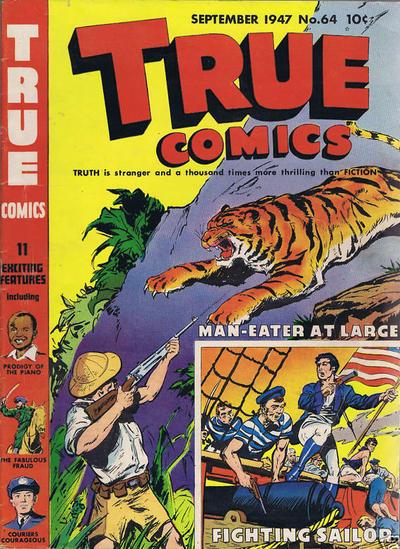 SEPTEMBER 1947 No.64 10¢
TRUE
COMICS
TRUTH is stranger and a thousand times more thrilling than FICTION
TRUE
COMICS
11
EXCITING
FEATURES
including
PRODIGY OF
THE PIANO
THE FABULOUS
FRAUD
COURIERS
COURAGEOUS
MAN-EATER AT LARGE
FIGHTING SAILOR